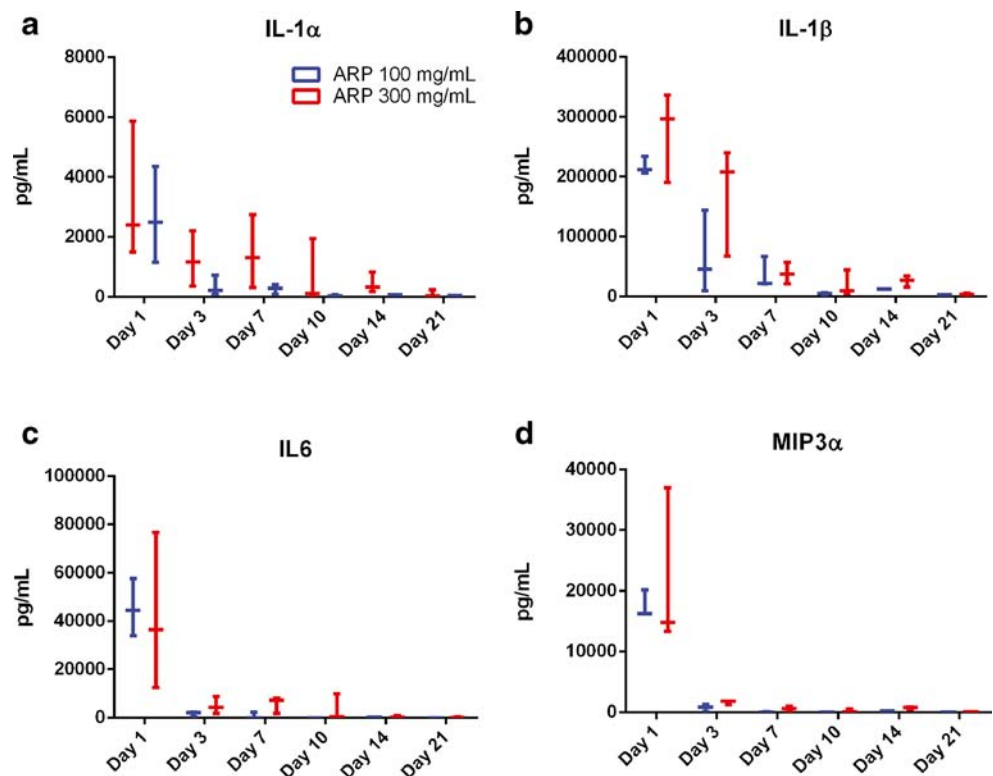 a
IL-1α
8000
6000
4000
2000
0
pg/mL
ARP 100 mg/mL
ARP 300 mg/mL
Day 1
Day 3
Day 7
Day 10
Day 14
Day 21
b
IL-1β
400000
300000
200000
100000
0
pg/mL
Day 1
Day 3
Day 7
Day 10
Day 14
Day 21
c
IL6
100000
80000
60000
40000
20000
0
pg/mL
Day 1
Day 3
Day 7
Day 10
Day 14
Day 21
d
MIP3α
40000
30000
20000
10000
0
pg/mL
Day 1
Day 3
Day 7
Day 10
Day 14
Day 21